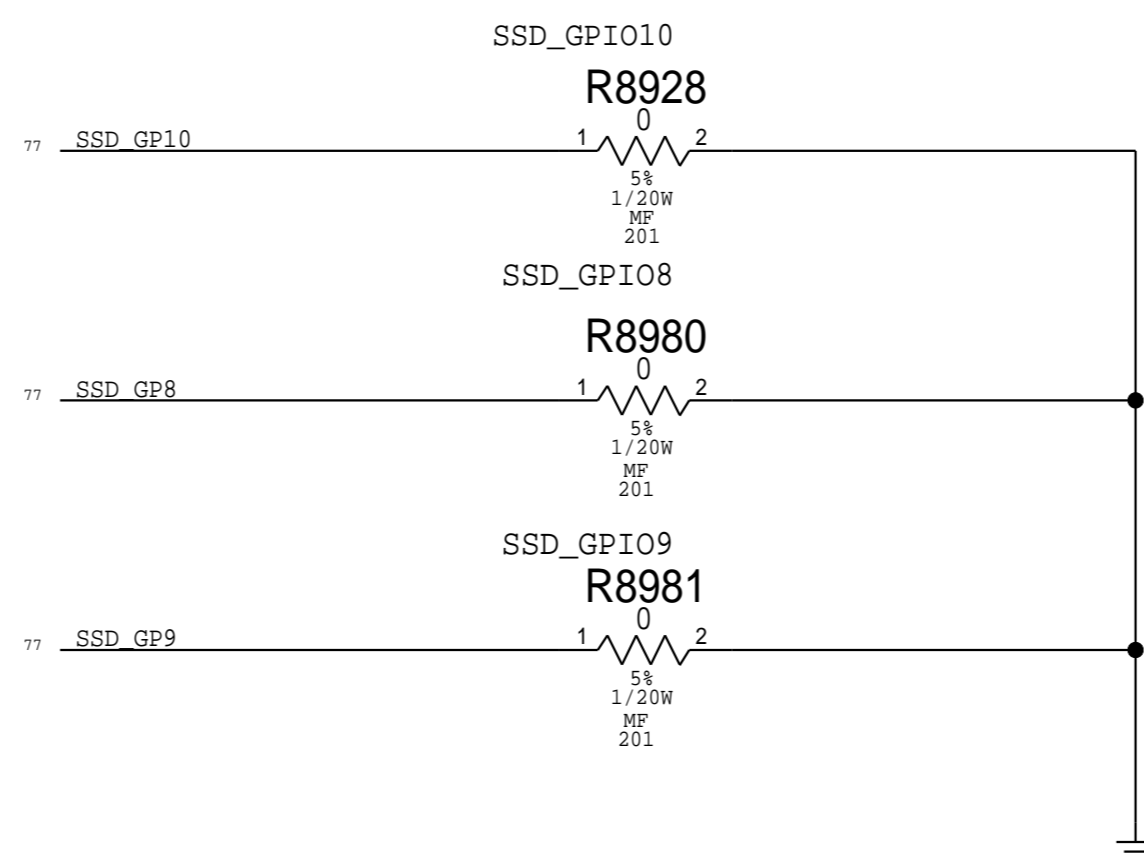 SSD_GPIO10
R8928
0
77 SSD_GP10 1 2
5%
1/20W
MF
201
SSD_GPIO8
R8980
0
77 SSD_GP8 1 2
5%
1/20W
MF
201
SSD_GPIO9
R8981
0
77 SSD_GP9 1 2
5%
1/20W
MF
201